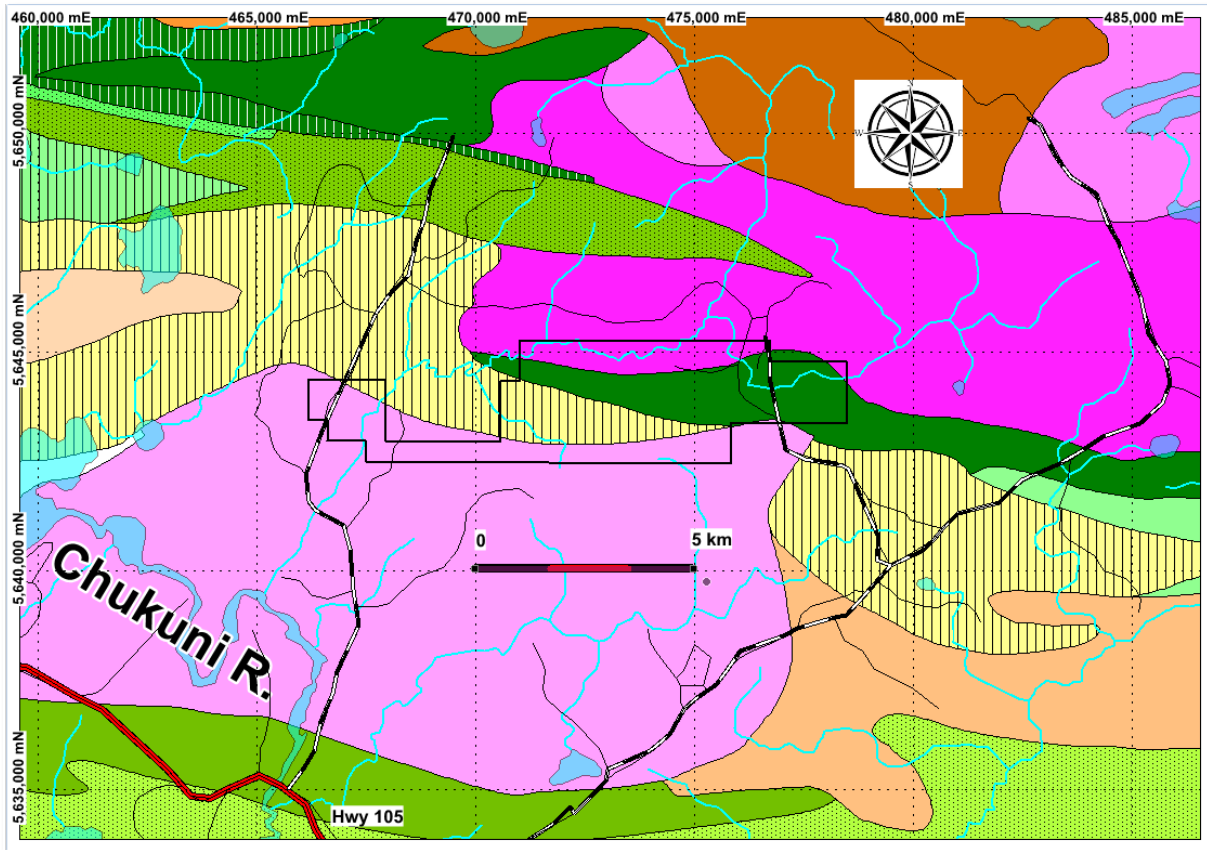 460,000 mE
465,000 mE
470,000 mE
475,000 mE
480,000 mE
485,000 mE
5,650,000 mN
N
W
E
S
5,645,000 mN
0
5 km
5,640,000 mN
Chukuni R.
5,635,000 mN
Hwy 105